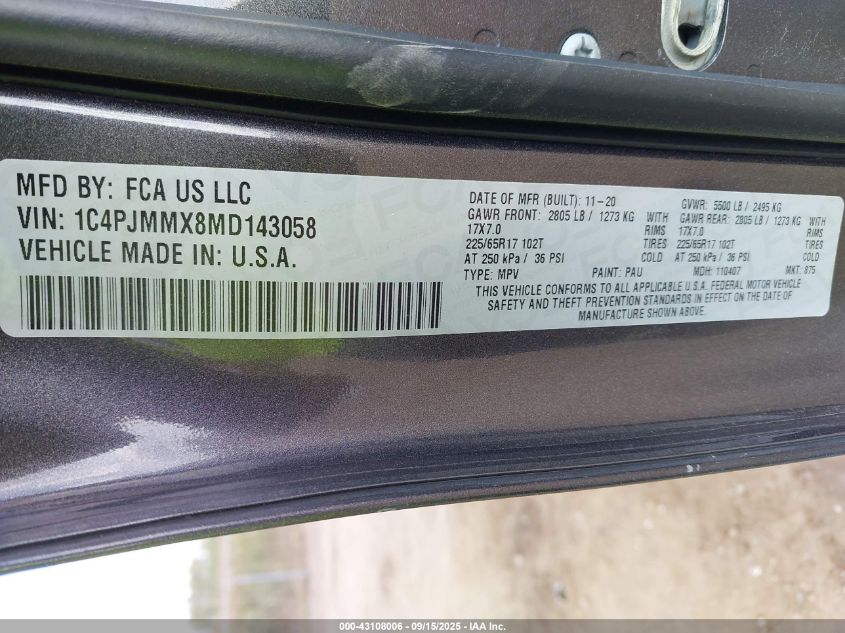 MFD BY: FCA US LLC
VIN: 1C4PJMMX8MD143058
VEHICLE MADE IN: U.S.A.
DATE OF MFR (BUILT): 11-20 GVWR: 5500 LB / 2495 KG
GAWR FRONT: 2805 LB / 1273 KG WITH GAWR REAR: 2805 LB / 1273 KG WITH
17X7.0 RIMS 17X7.0 RIMS
225/65R17 102T TIRES 225/65R17 102T TIRES
AT 250 kPa / 36 PSI COLD AT 250 kPa / 36 PSI COLD
TYPE: MPV PAINT: PAU MDH: 110407 MKT: 875
THIS VEHICLE CONFORMS TO ALL APPLICABLE U.S.A. FEDERAL MOTOR VEHICLE
SAFETY AND THEFT PREVENTION STANDARDS IN EFFECT ON THE DATE OF
MANUFACTURE SHOWN ABOVE.
000-43108006 - 09/15/2025 - IAA Inc.